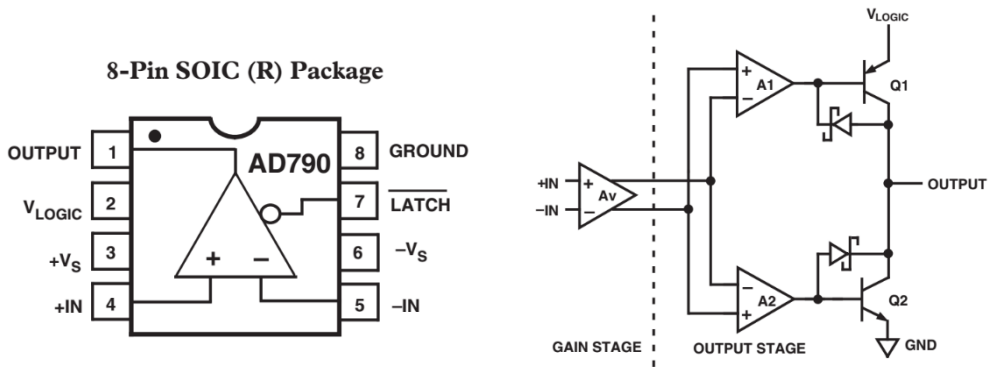 8-Pin SOIC (R) Package
AD790
OUTPUT 1
8 GROUND
V_LOGIC 2
7 L̅A̅T̅C̅H̅
+V_S 3
6 –V_S
+IN 4
5 –IN
+ –
V_LOGIC
+
A1
–
Q1
+IN
+
Av
–IN
–
OUTPUT
–
A2
+
Q2
GAIN STAGE
OUTPUT STAGE
GND